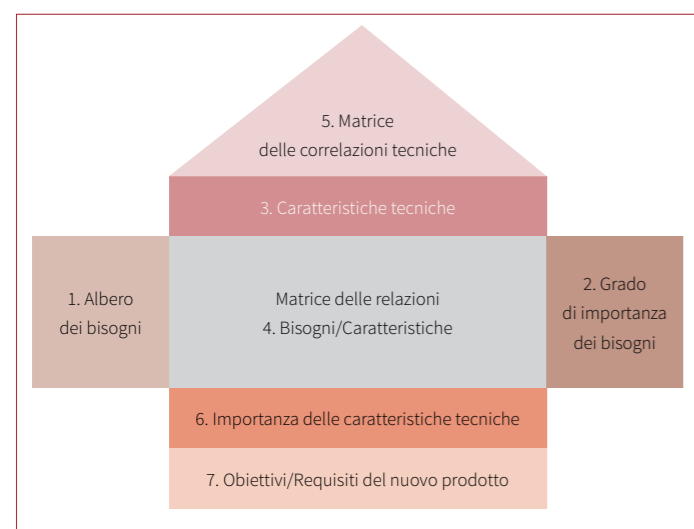 5. Matrice
delle correlazioni tecniche
3. Caratteristiche tecniche
1. Albero
dei bisogni
Matrice delle relazioni
4. Bisogni/Caratteristiche
2. Grado
di importanza
dei bisogni
6. Importanza delle caratteristiche tecniche
7. Obiettivi/Requisiti del nuovo prodotto